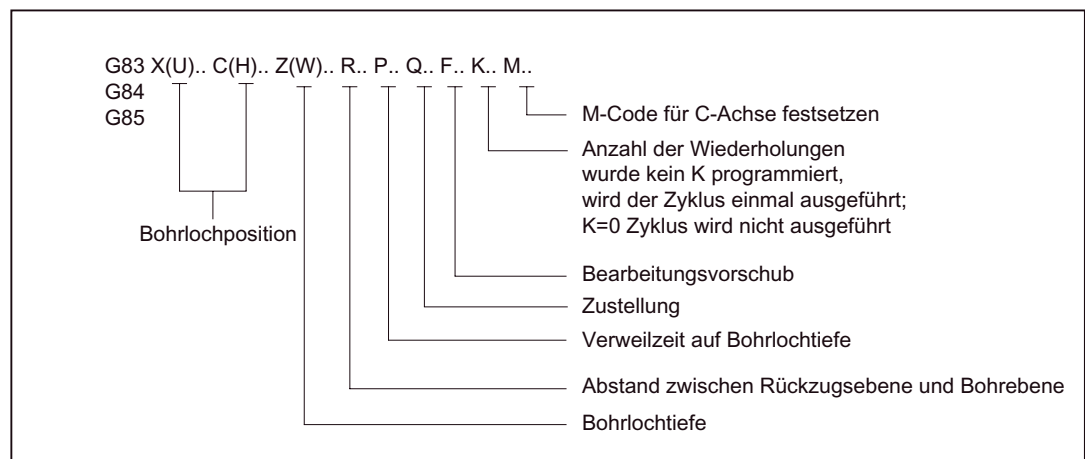 G83 X(U).. C(H).. Z(W).. R.. P.. Q.. F.. K.. M..
G84
G85
M-Code für C-Achse festsetzen
Anzahl der Wiederholungen
wurde kein K programmiert,
wird der Zyklus einmal ausgeführt;
K=0 Zyklus wird nicht ausgeführt
Bohrlochposition
Bearbeitungsvorschub
Zustellung
Verweilzeit auf Bohrlochtiefe
Abstand zwischen Rückzugsebene und Bohrebene
Bohrlochtiefe